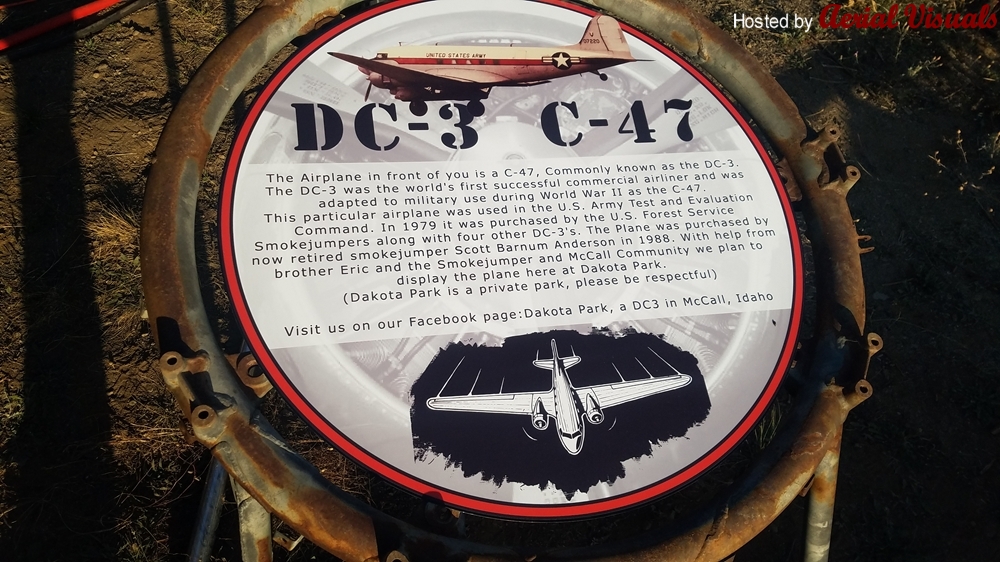 Hosted by Aerial Visuals
UNITED STATES ARMY
DC-3 C-47
The Airplane in front of you is a C-47, Commonly known as the DC-3.
The DC-3 was the world's first successful commercial airliner and was
adapted to military use during World War II as the C-47.
This particular airplane was used in the U.S. Army Test and Evaluation
Command. In 1979 it was purchased by the U.S. Forest Service
Smokejumpers along with four other DC-3's. The Plane was purchased by
now retired smokejumper Scott Barnum Anderson in 1988. With help from
brother Eric and the Smokejumper and McCall Community we plan to
display the plane here at Dakota Park.
(Dakota Park is a private park, please be respectful)
Visit us on our Facebook page:Dakota Park, a DC3 in McCall, Idaho